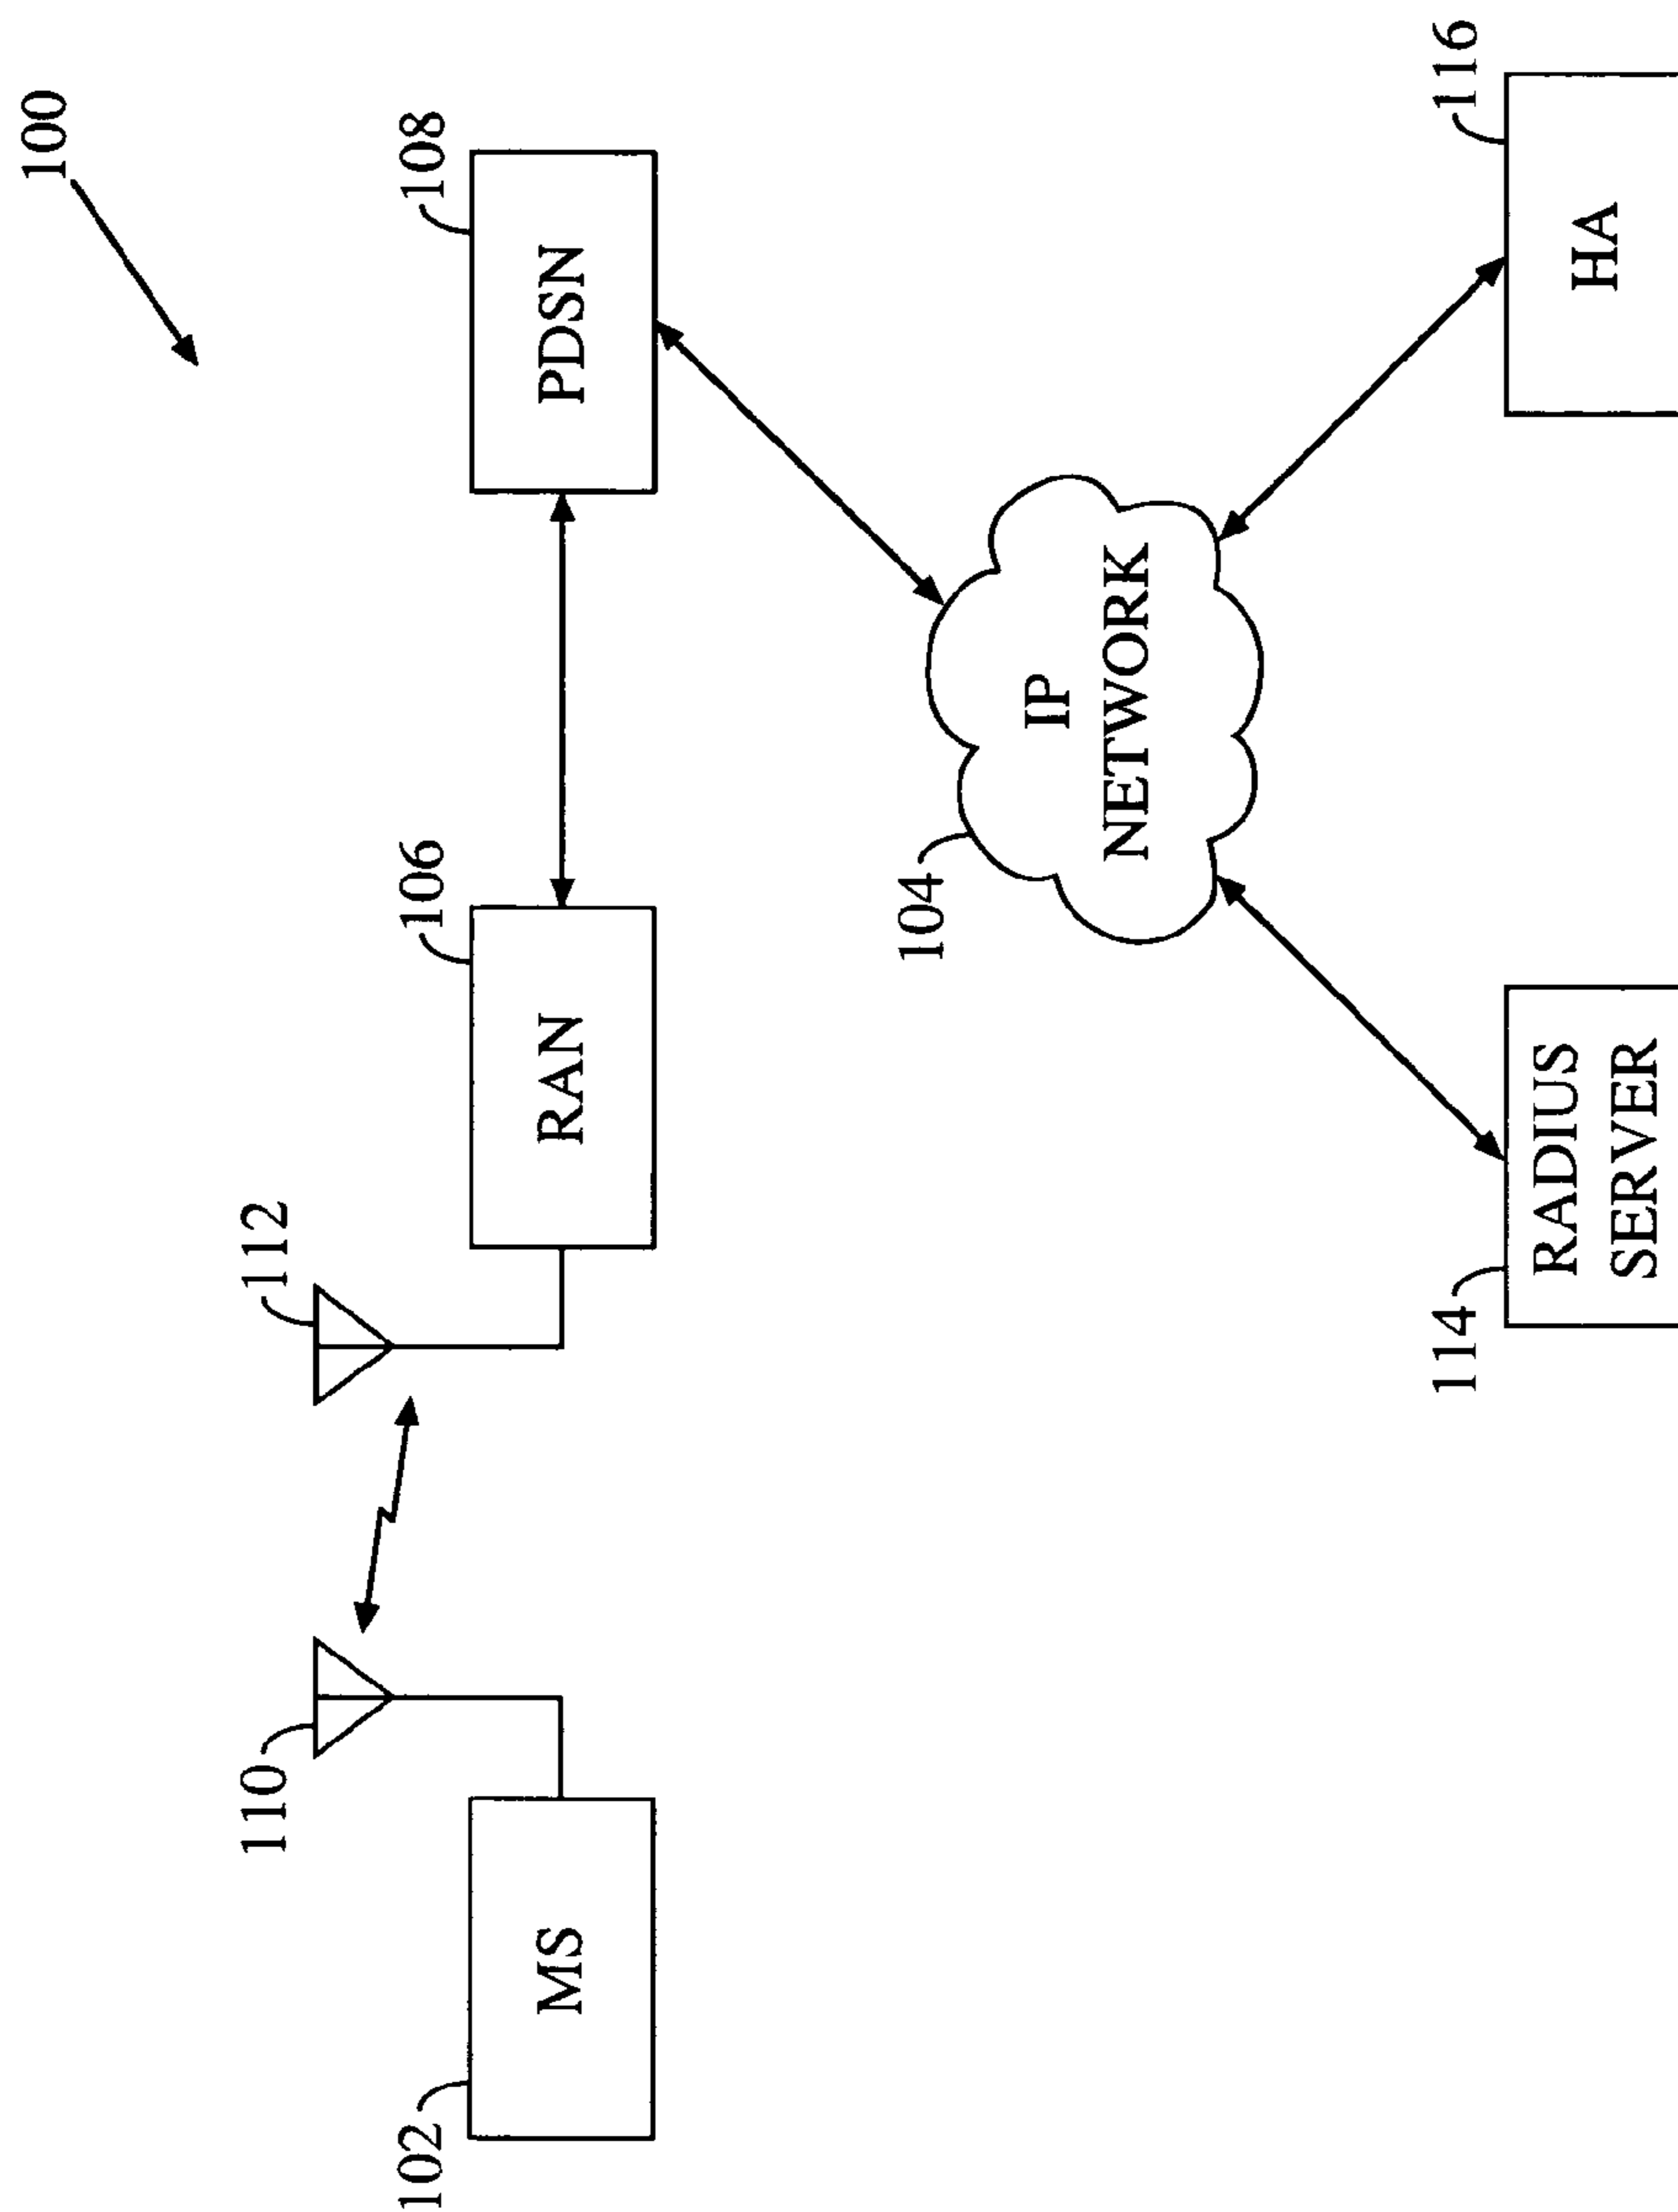 100
110
112
102
MS
106
RAN
108
PDSN
104
IP
NETWORK
114
RADIUS
SERVER
116
HA